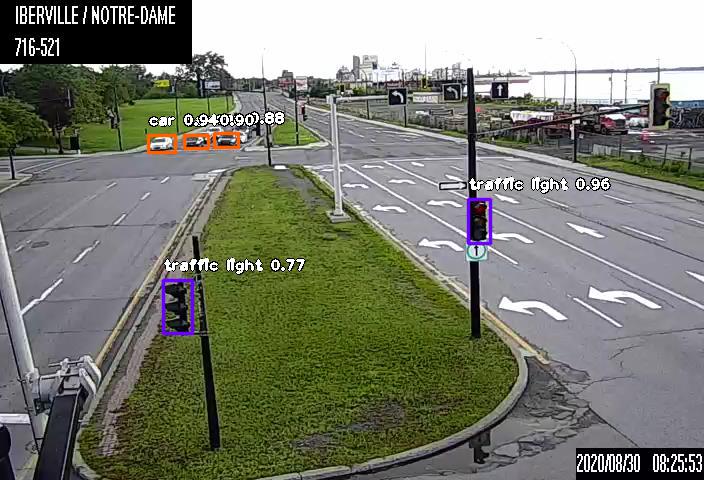 IBERVILLE / NOTRE-DAME
716-521
car 0.94
0.90
0.88
traffic light 0.96
traffic light 0.77
2020/08/30 08:25:53